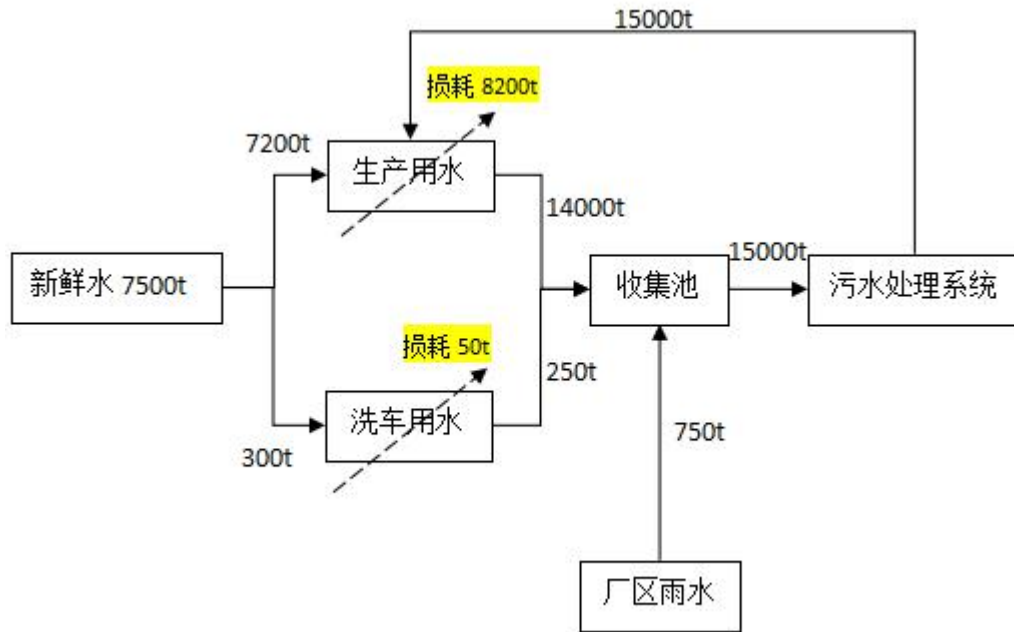 15000t
损耗 8200t
7200t
生产用水
14000t
新鲜水 7500t
收集池
15000t
污水处理系统
损耗 50t
250t
洗车用水
300t
750t
厂区雨水